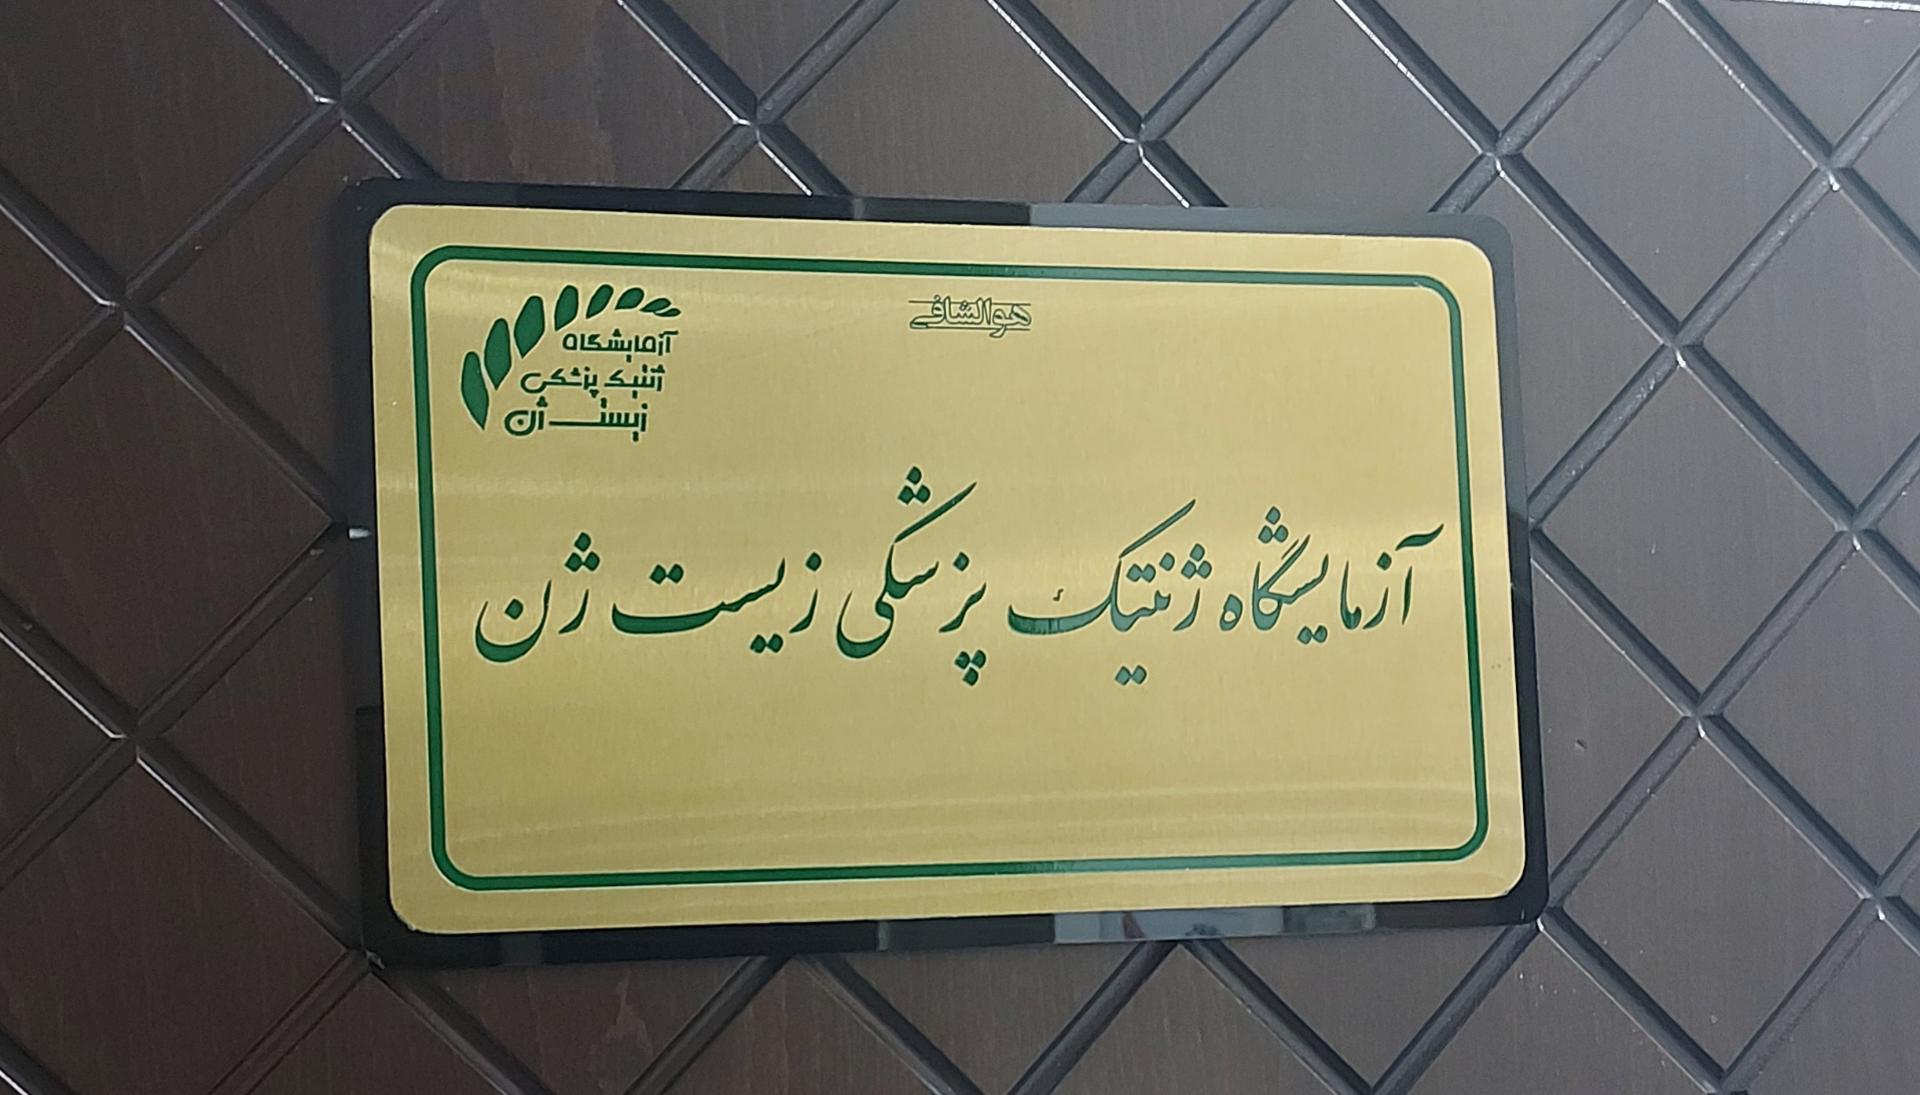 هوالشافی
آزمایشگاه
ژنتیک پزشکی
زیست ژن
آزمایشگاه ژنتیک پزشکی زیست ژن